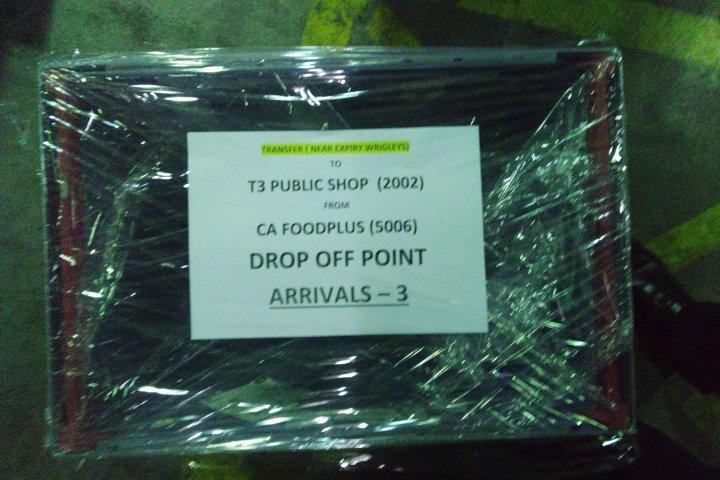 TRANSFER ( NEAR EXPIRY WRIGLEYS)
TO
T3 PUBLIC SHOP (2002)
FROM
CA FOODPLUS (5006)
DROP OFF POINT
ARRIVALS – 3